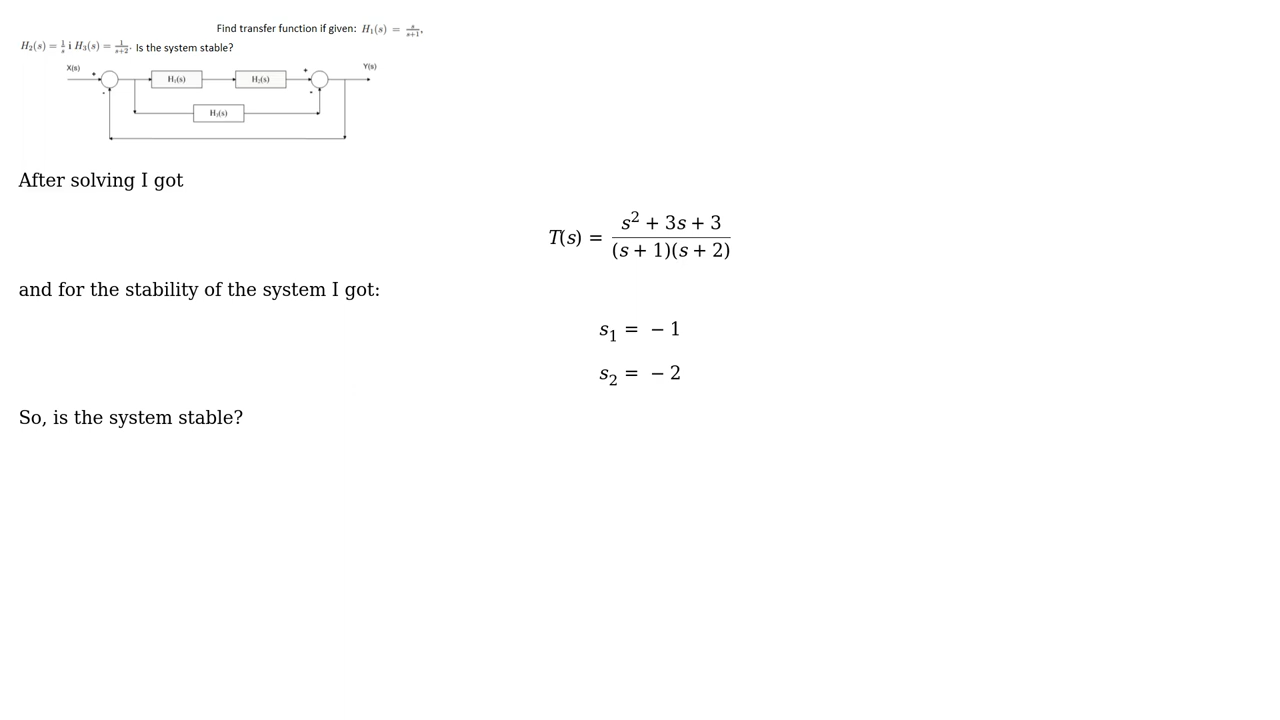 Find transfer function if given: H₁(s) = s/(s+1),
H₂(s) = 1/s i H₃(s) = 1/(s+2). Is the system stable?
X(s) + H₁(s) H₂(s) + Y(s)
- -
H₃(s)
After solving I got
T(s) = (s² + 3s + 3)/((s + 1)(s + 2))
and for the stability of the system I got:
s₁ = − 1
s₂ = − 2
So, is the system stable?